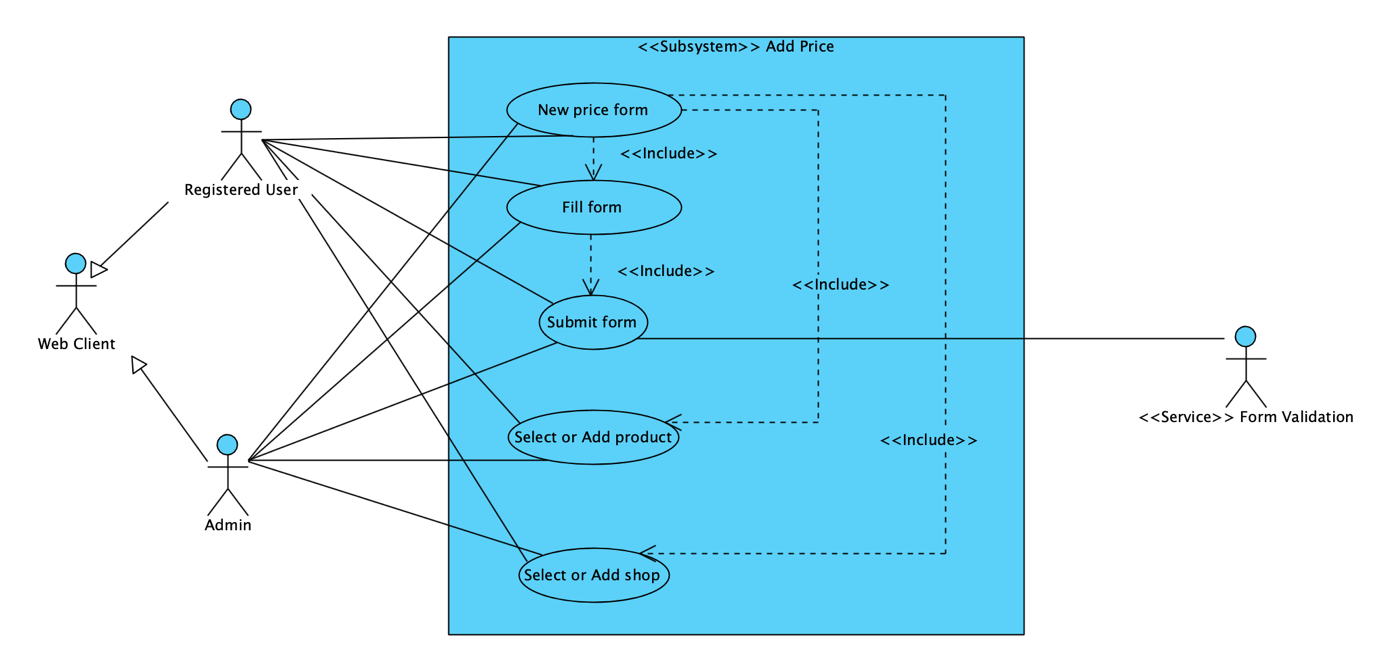 <<Subsystem>> Add Price
New price form
<<Include>>
Registered User
Fill form
<<Include>>
<<Include>>
Submit form
Web Client
<<Service>> Form Validation
Select or Add product
<<Include>>
Admin
Select or Add shop